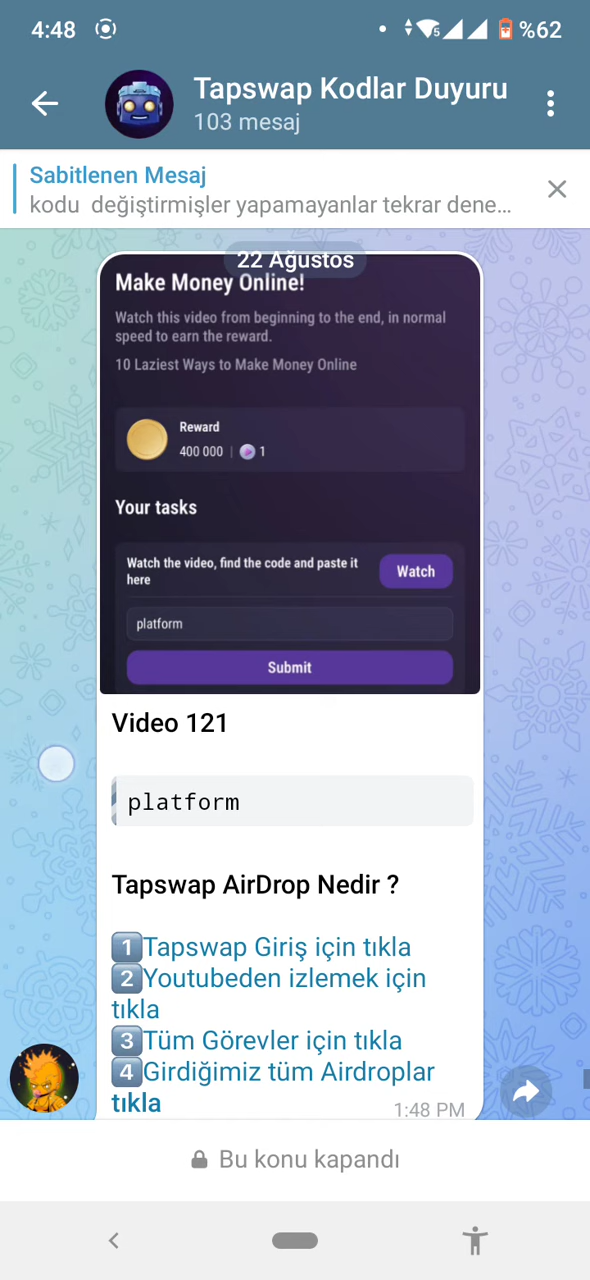 4:48
5
%62
Tapswap Kodlar Duyuru
103 mesaj
Sabitlenen Mesaj
kodu değiştirmişler yapamayanlar tekrar dene...
22 Ağustos
Make Money Online!
Watch this video from beginning to the end, in normal
speed to earn the reward.
10 Laziest Ways to Make Money Online
Reward
400 000 | 1
Your tasks
Watch the video, find the code and paste it
here
Watch
platform
Submit
Video 121
platform
Tapswap AirDrop Nedir ?
1 Tapswap Giriş için tıkla
2 Youtubeden izlemek için
tıkla
3 Tüm Görevler için tıkla
4 Girdiğimiz tüm Airdroplar
tıkla
1:48 PM
Bu konu kapandı